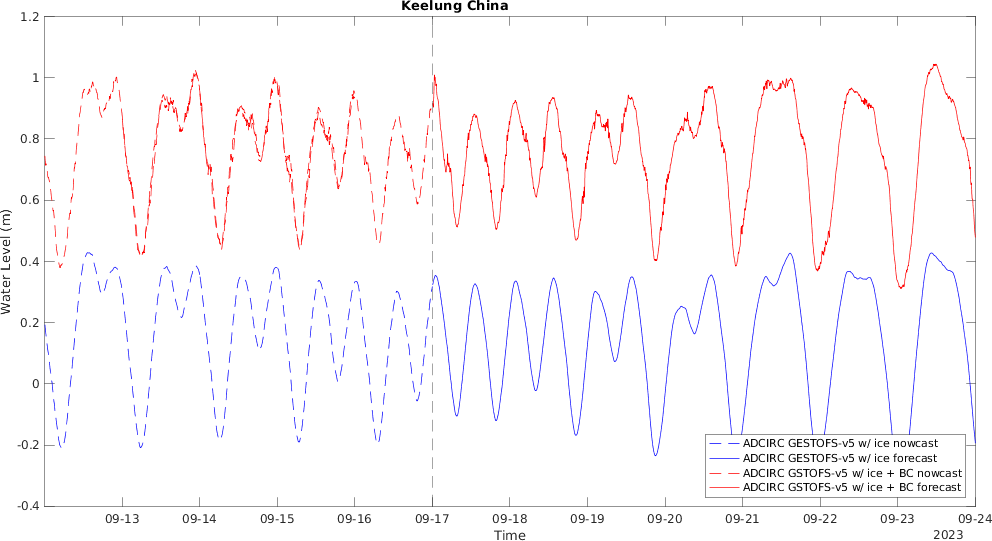 Keelung China
1.2
1
0.8
0.6
0.4
0.2
0
-0.2
-0.4
Water Level (m)
ADCIRC GESTOFS-v5 w/ ice nowcast
ADCIRC GESTOFS-v5 w/ ice forecast
ADCIRC GSTOFS-v5 w/ ice + BC nowcast
ADCIRC GSTOFS-v5 w/ ice + BC forecast
09-13 09-14 09-15 09-16 09-17 09-18 09-19 09-20 09-21 09-22 09-23 09-24
Time
2023